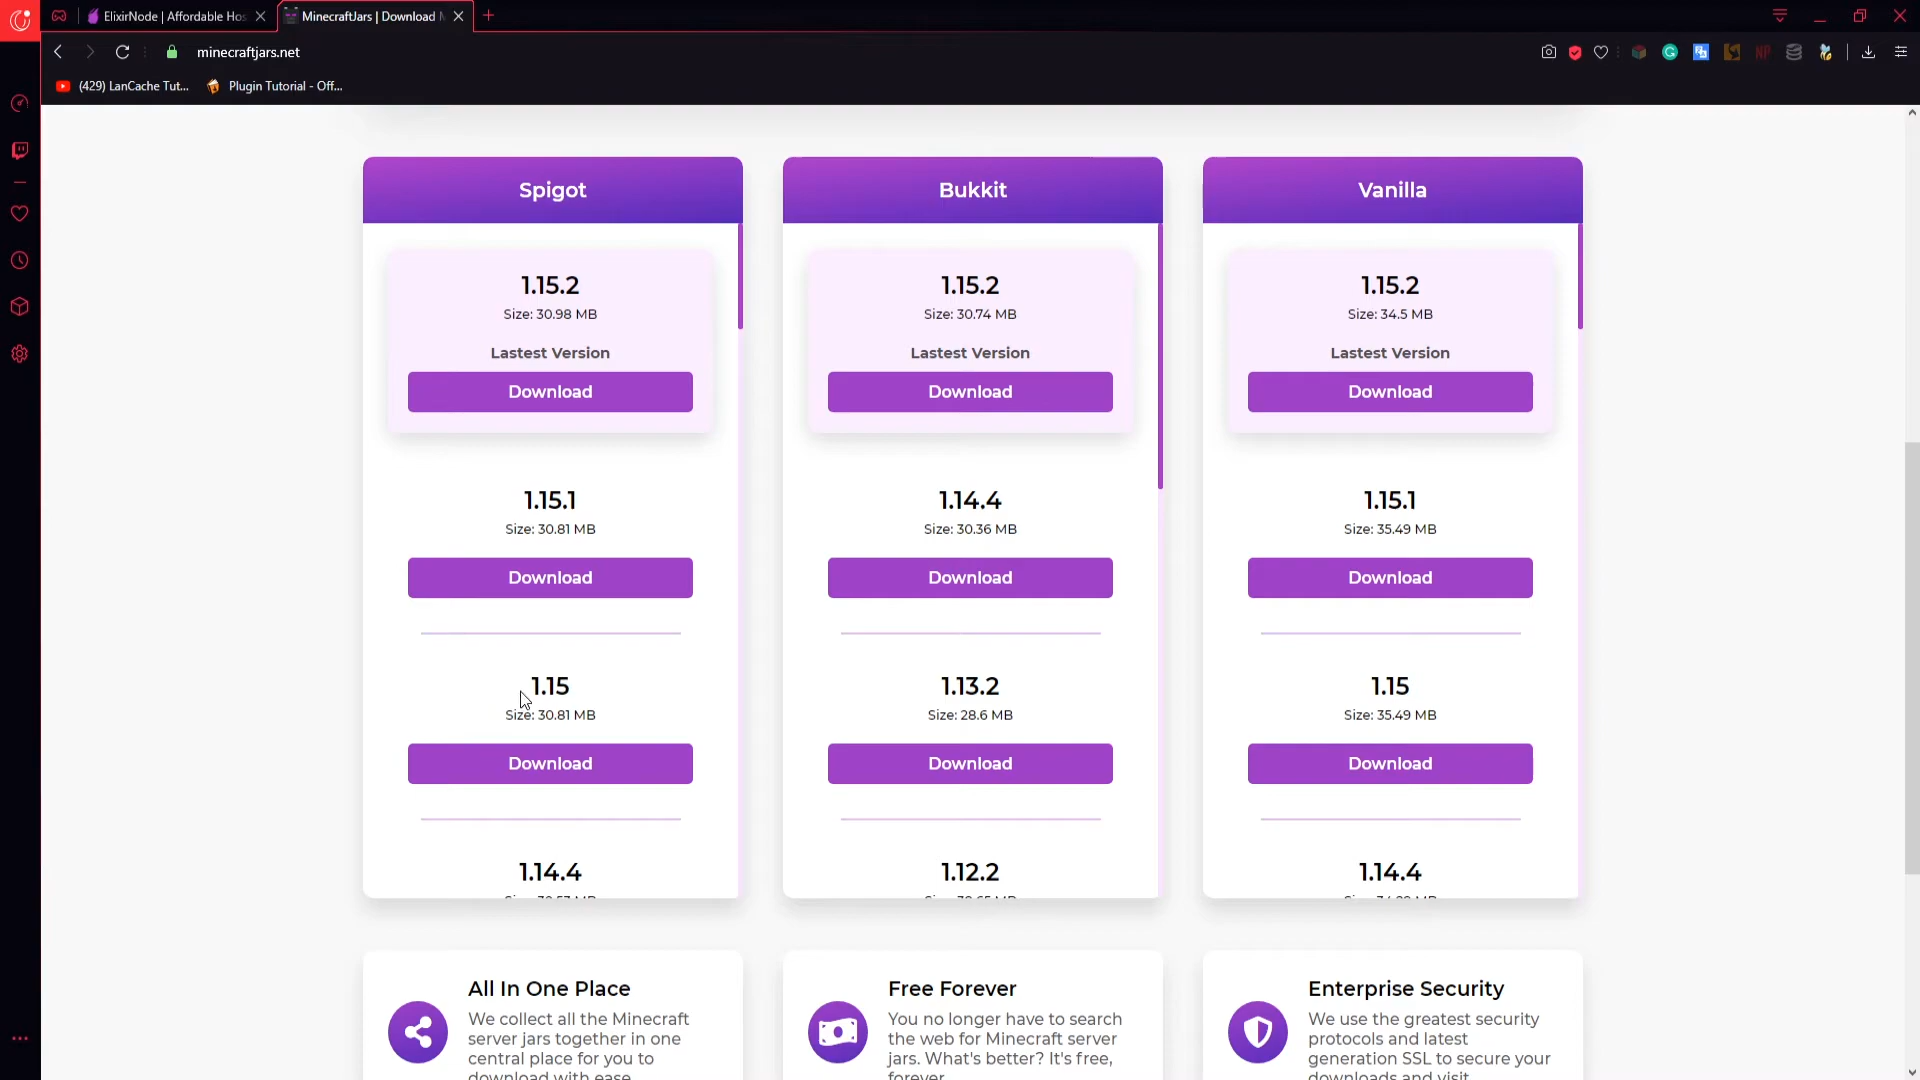 ElixirNode | Affordable Hos
MinecraftJars | Download M
minecraftjars.net
(429) LanCache Tut...
Plugin Tutorial - Off...
Spigot
1.15.2
Size: 30.98 MB
Lastest Version
Download
1.15.1
Size: 30.81 MB
Download
1.15
Size: 30.81 MB
Download
1.14.4
Bukkit
1.15.2
Size: 30.74 MB
Lastest Version
Download
1.14.4
Size: 30.36 MB
Download
1.13.2
Size: 28.6 MB
Download
1.12.2
Vanilla
1.15.2
Size: 34.5 MB
Lastest Version
Download
1.15.1
Size: 35.49 MB
Download
1.15
Size: 35.49 MB
Download
1.14.4
All In One Place
We collect all the Minecraft
server jars together in one
central place for you to
download with ease
Free Forever
You no longer have to search
the web for Minecraft server
jars. What's better? It's free,
forever
Enterprise Security
We use the greatest security
protocols and latest
generation SSL to secure your
downloads and visit